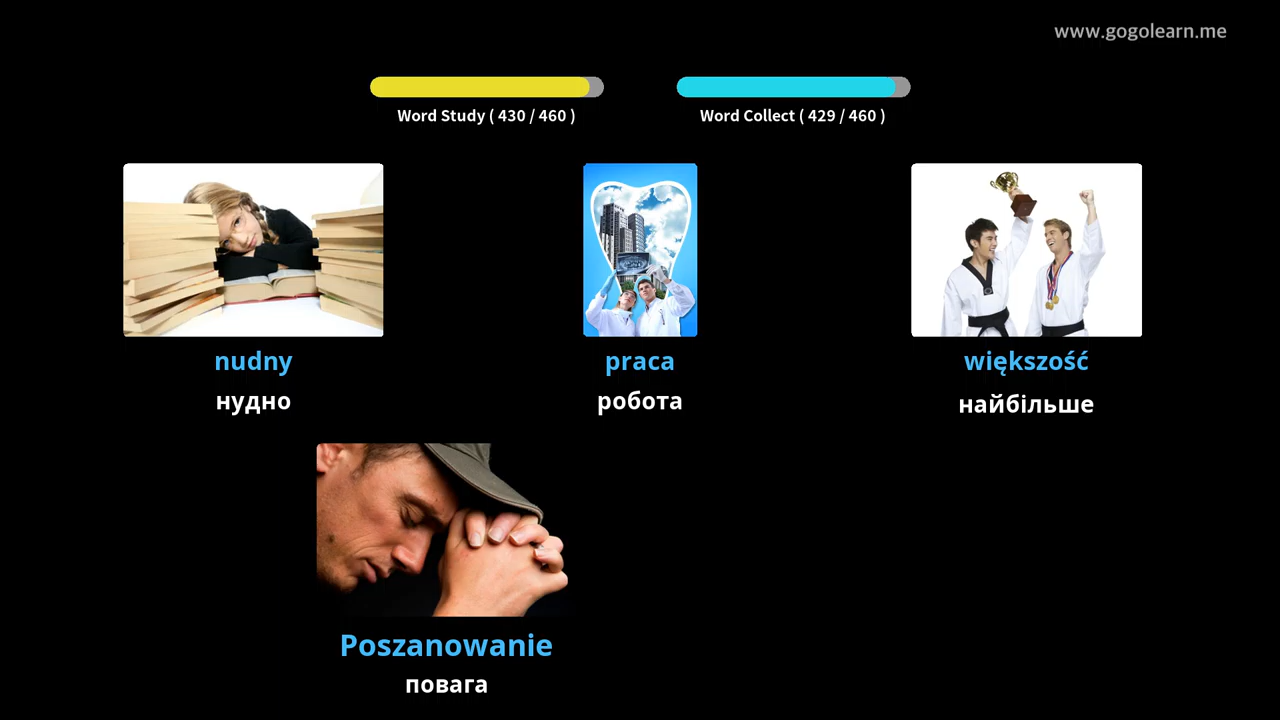 www.gogolearn.me
Word Study ( 430 / 460 )
Word Collect ( 429 / 460 )
nudny
praca
większość
нудно
робота
найбільше
Poszanowanie
повага